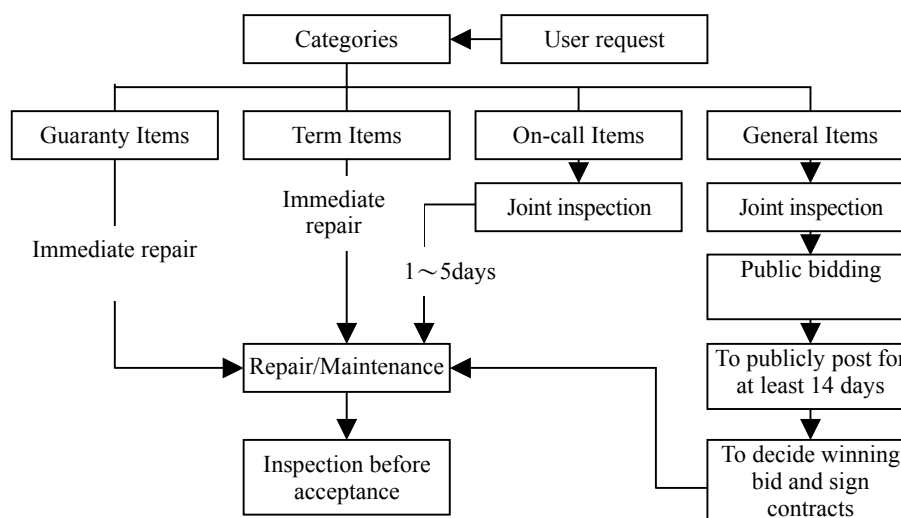 Categories
User request
Guaranty Items
Term Items
On-call Items
General Items
Immediate repair
Immediate
repair
Joint inspection
Joint inspection
1～5days
Public bidding
Repair/Maintenance
To publicly post for
at least 14 days
Inspection before
acceptance
To decide winning
bid and sign
contracts